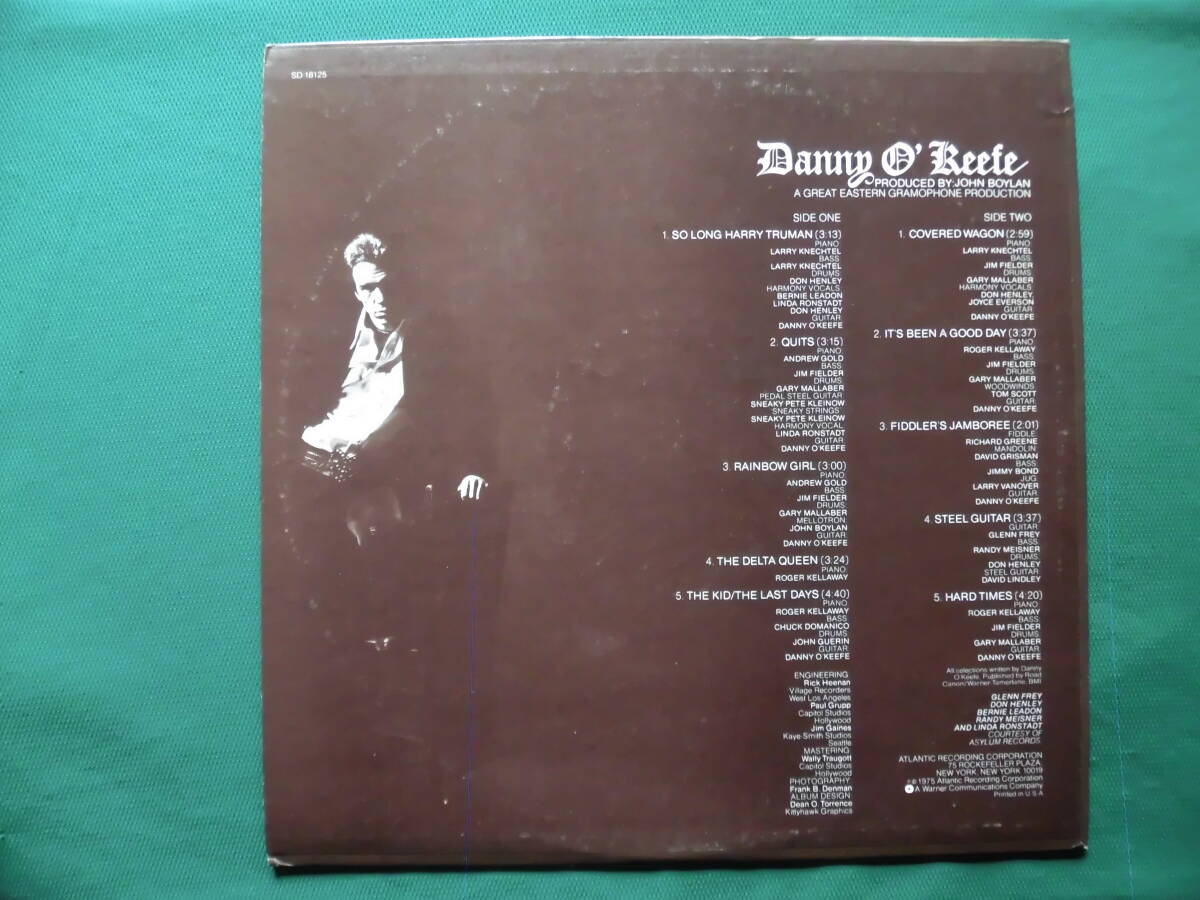 SD 18125
Danny O'Keefe
PRODUCED BY: JOHN BOYLAN
A GREAT EASTERN GRAMOPHONE PRODUCTION
SIDE ONE
1. SO LONG HARRY TRUMAN (3:13)
PIANO:
LARRY KNECHTEL
BASS:
LARRY KNECHTEL
DRUMS:
DON HENLEY
HARMONY VOCALS:
BERNIE LEADON
LINDA RONSTADT
DON HENLEY
GUITAR:
DANNY O'KEEFE
2. QUITS (3:15)
PIANO:
ANDREW GOLD
BASS:
JIM FIELDER
DRUMS:
GARY MALLABER
PEDAL STEEL GUITAR:
SNEAKY PETE KLEINOW
SNEAKY STRINGS:
SNEAKY PETE KLEINOW
HARMONY VOCAL:
LINDA RONSTADT
GUITAR:
DANNY O'KEEFE
3. RAINBOW GIRL (3:00)
PIANO:
ANDREW GOLD
BASS:
JIM FIELDER
DRUMS:
GARY MALLABER
MELLOTRON:
JOHN BOYLAN
GUITAR:
DANNY O'KEEFE
4. THE DELTA QUEEN (3:24)
PIANO:
ROGER KELLAWAY
5. THE KID/THE LAST DAYS (4:40)
PIANO:
ROGER KELLAWAY
BASS:
CHUCK DOMANICO
DRUMS:
JOHN GUERIN
GUITAR:
DANNY O'KEEFE
ENGINEERING:
Rick Heenan
Village Recorders
West Los Angeles
Paul Grupp
Capitol Studios
Hollywood
Jim Gaines
Kaye-Smith Studios
Seattle
MASTERING:
Wally Traugott
Capitol Studios
Hollywood
PHOTOGRAPHY:
Frank B. Denman
ALBUM DESIGN:
Dean O. Torrence
Kittyhawk Graphics
SIDE TWO
1. COVERED WAGON (2:59)
PIANO:
LARRY KNECHTEL
BASS:
JIM FIELDER
DRUMS:
GARY MALLABER
HARMONY VOCALS:
DON HENLEY,
JOYCE EVERSON
GUITAR:
DANNY O'KEEFE
2. IT'S BEEN A GOOD DAY (3:37)
PIANO:
ROGER KELLAWAY
BASS:
JIM FIELDER
DRUMS:
GARY MALLABER
WOODWINDS:
TOM SCOTT
GUITAR:
DANNY O'KEEFE
3. FIDDLER'S JAMBOREE (2:01)
FIDDLE:
RICHARD GREENE
MANDOLIN:
DAVID GRISMAN
BASS:
JIMMY BOND
JUG:
LARRY VANOVER
GUITAR:
DANNY O'KEEFE
4. STEEL GUITAR (3:37)
GUITAR:
GLENN FREY
BASS:
RANDY MEISNER
DRUMS:
DON HENLEY
STEEL GUITAR:
DAVID LINDLEY
5. HARD TIMES (4:20)
PIANO:
ROGER KELLAWAY
BASS:
JIM FIELDER
DRUMS:
GARY MALLABER
GUITAR:
DANNY O'KEEFE
All selections written by Danny
O'Keefe. Published by Road
Canon/Warner-Tamerlane, BMI
GLENN FREY
DON HENLEY
BERNIE LEADON
RANDY MEISNER
AND LINDA RONSTADT
COURTESY OF
ASYLUM RECORDS.
ATLANTIC RECORDING CORPORATION
75 ROCKEFELLER PLAZA,
NEW YORK, NEW YORK 10019
©℗ 1975 Atlantic Recording Corporation
A Warner Communications Company
Printed in U.S.A.